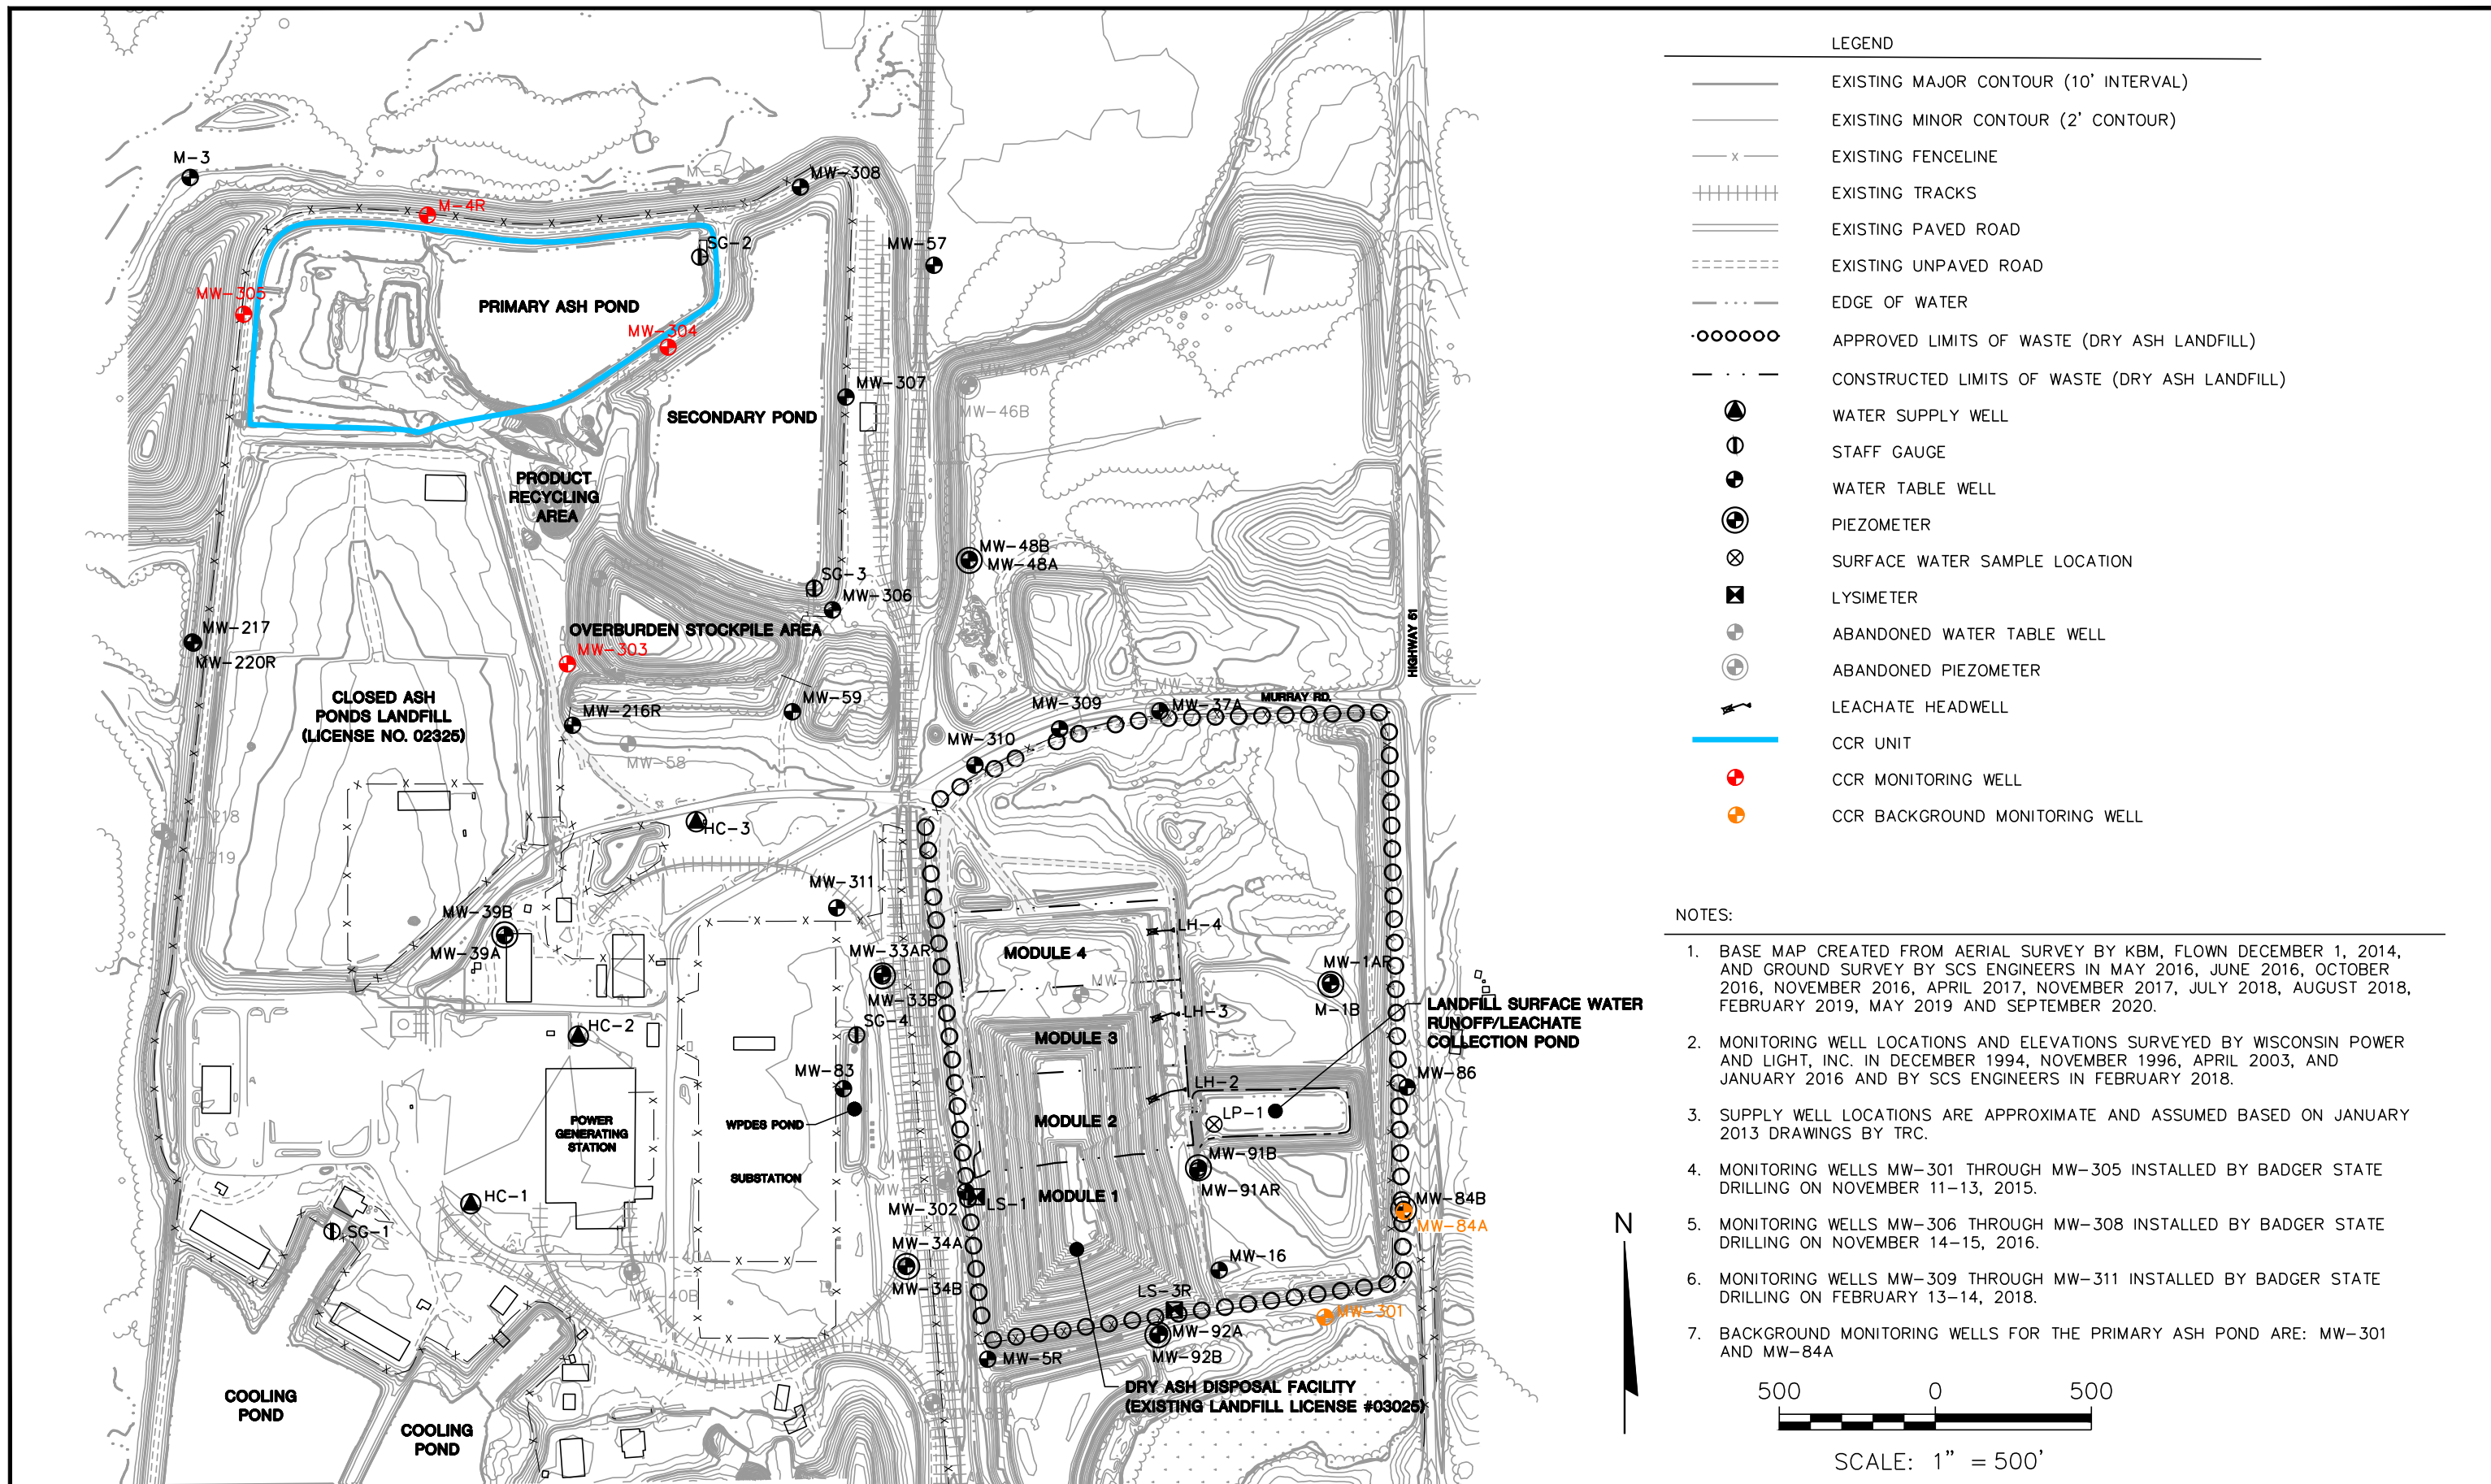 M-3
M-5
MW-308
M-4R
SG-2
MW-57
MW-305
PRIMARY ASH POND
MW-304
MW-46A
MW-307
MW-46B
SECONDARY POND
PRODUCT
RECYCLING
AREA
MW-48B
MW-48A
SG-3
MW-306
MW-217
OVERBURDEN STOCKPILE AREA
HIGHWAY 51
MW-303
MW-220R
MW-37B
CLOSED ASH
PONDS LANDFILL
(LICENSE NO. 02325)
MW-59
MURRAY RD.
MW-309
MW-37A
MW-216R
MW-310
MW-58
HC-3
MW-311
MW-39B
MW-39A
MW-33AR
MODULE 4
LH-4
MW-1AR
MW-33B
LH-3
M-1B
LANDFILL SURFACE WATER
RUNOFF/LEACHATE
COLLECTION POND
HC-2
SG-4
MODULE 3
MW-83
LH-2
MW-86
LP-1
POWER
GENERATING
STATION
WPDES POND
MODULE 2
MW-91B
SUBSTATION
MW-91AR
MODULE 1
HC-1
MW-302
LS-1
MW-84B
MW-84A
SG-1
MW-34A
MW-40A
MW-16
MW-34B
MW-40B
LS-3R
MW-301
MW-92A
MW-5R
MW-92B
DRY ASH DISPOSAL FACILITY
(EXISTING LANDFILL LICENSE #03025)
COOLING
POND
COOLING
POND
LEGEND
EXISTING MAJOR CONTOUR (10' INTERVAL)
EXISTING MINOR CONTOUR (2' CONTOUR)
EXISTING FENCELINE
EXISTING TRACKS
EXISTING PAVED ROAD
EXISTING UNPAVED ROAD
EDGE OF WATER
APPROVED LIMITS OF WASTE (DRY ASH LANDFILL)
CONSTRUCTED LIMITS OF WASTE (DRY ASH LANDFILL)
WATER SUPPLY WELL
STAFF GAUGE
WATER TABLE WELL
PIEZOMETER
SURFACE WATER SAMPLE LOCATION
LYSIMETER
ABANDONED WATER TABLE WELL
ABANDONED PIEZOMETER
LEACHATE HEADWELL
CCR UNIT
CCR MONITORING WELL
CCR BACKGROUND MONITORING WELL
NOTES:
1. BASE MAP CREATED FROM AERIAL SURVEY BY KBM, FLOWN DECEMBER 1, 2014,
AND GROUND SURVEY BY SCS ENGINEERS IN MAY 2016, JUNE 2016, OCTOBER
2016, NOVEMBER 2016, APRIL 2017, NOVEMBER 2017, JULY 2018, AUGUST 2018,
FEBRUARY 2019, MAY 2019 AND SEPTEMBER 2020.
2. MONITORING WELL LOCATIONS AND ELEVATIONS SURVEYED BY WISCONSIN POWER
AND LIGHT, INC. IN DECEMBER 1994, NOVEMBER 1996, APRIL 2003, AND
JANUARY 2016 AND BY SCS ENGINEERS IN FEBRUARY 2018.
3. SUPPLY WELL LOCATIONS ARE APPROXIMATE AND ASSUMED BASED ON JANUARY
2013 DRAWINGS BY TRC.
4. MONITORING WELLS MW-301 THROUGH MW-305 INSTALLED BY BADGER STATE
DRILLING ON NOVEMBER 11-13, 2015.
5. MONITORING WELLS MW-306 THROUGH MW-308 INSTALLED BY BADGER STATE
DRILLING ON NOVEMBER 14-15, 2016.
6. MONITORING WELLS MW-309 THROUGH MW-311 INSTALLED BY BADGER STATE
DRILLING ON FEBRUARY 13-14, 2018.
7. BACKGROUND MONITORING WELLS FOR THE PRIMARY ASH POND ARE: MW-301
AND MW-84A
N
500 0 500
SCALE: 1" = 500'